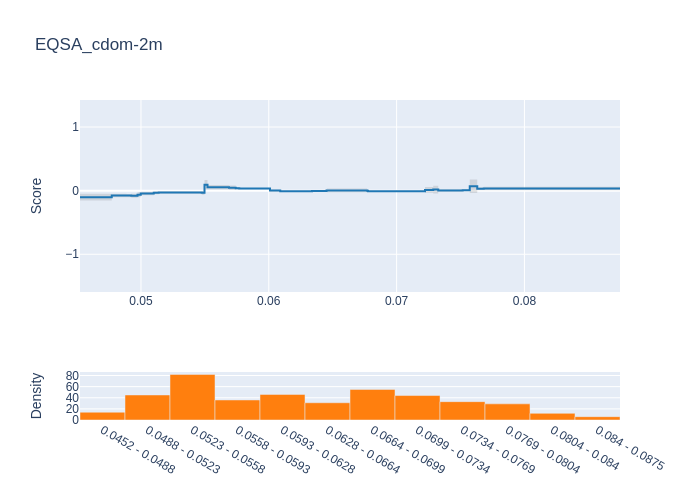 EQSA_cdom-2m
Score
1
0
−1
0.05 0.06 0.07 0.08
Density
80
60
40
20
0
0.0452 - 0.0488
0.0488 - 0.0523
0.0523 - 0.0558
0.0558 - 0.0593
0.0593 - 0.0628
0.0628 - 0.0664
0.0664 - 0.0699
0.0699 - 0.0734
0.0734 - 0.0769
0.0769 - 0.0804
0.0804 - 0.084
0.084 - 0.0875